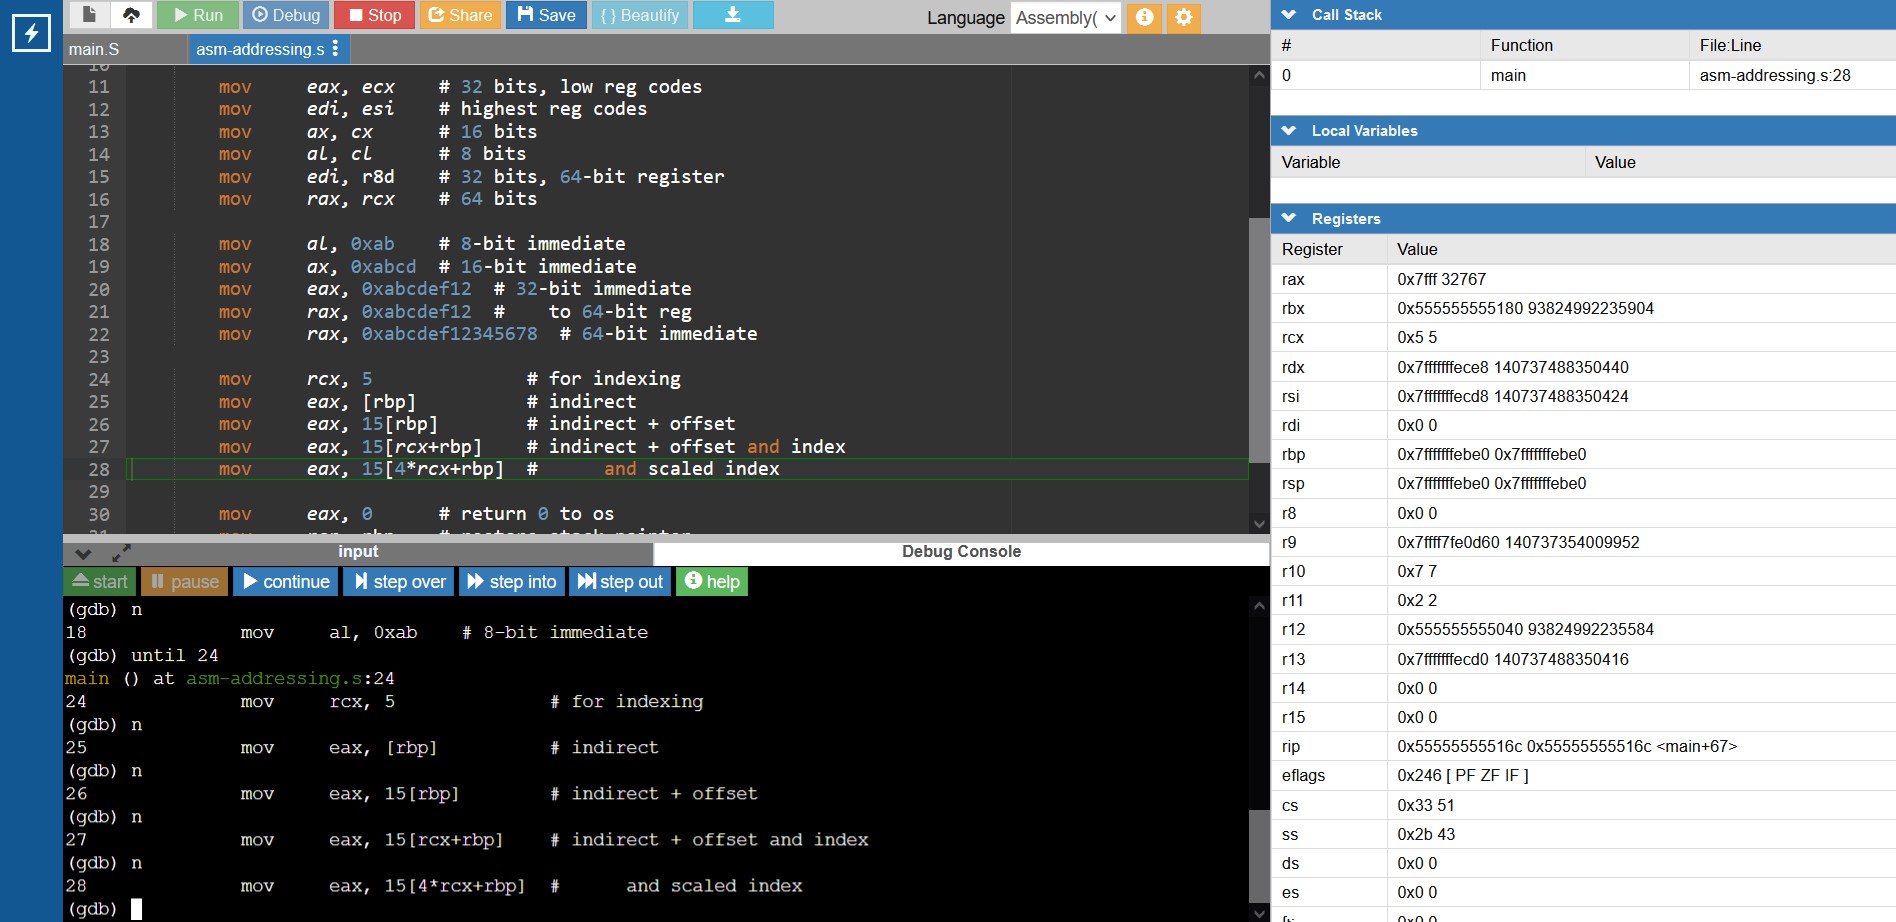 Run Debug Stop Share Save {} Beautify
Language Assembly(
main.S asm-addressing.s
10
11 mov eax, ecx # 32 bits, low reg codes
12 mov edi, esi # highest reg codes
13 mov ax, cx # 16 bits
14 mov al, cl # 8 bits
15 mov edi, r8d # 32 bits, 64-bit register
16 mov rax, rcx # 64 bits
17
18 mov al, 0xab # 8-bit immediate
19 mov ax, 0xabcd # 16-bit immediate
20 mov eax, 0xabcdef12 # 32-bit immediate
21 mov rax, 0xabcdef12 # to 64-bit reg
22 mov rax, 0xabcdef12345678 # 64-bit immediate
23
24 mov rcx, 5 # for indexing
25 mov eax, [rbp] # indirect
26 mov eax, 15[rbp] # indirect + offset
27 mov eax, 15[rcx+rbp] # indirect + offset and index
28 mov eax, 15[4*rcx+rbp] # and scaled index
29
30 mov eax, 0 # return 0 to os
input Debug Console
start pause continue step over step into step out help
(gdb) n
18 mov al, 0xab # 8-bit immediate
(gdb) until 24
main () at asm-addressing.s:24
24 mov rcx, 5 # for indexing
(gdb) n
25 mov eax, [rbp] # indirect
(gdb) n
26 mov eax, 15[rbp] # indirect + offset
(gdb) n
27 mov eax, 15[rcx+rbp] # indirect + offset and index
(gdb) n
28 mov eax, 15[4*rcx+rbp] # and scaled index
(gdb)
Call Stack
# Function File:Line
0 main asm-addressing.s:28
Local Variables
Variable Value
Registers
Register Value
rax 0x7fff 32767
rbx 0x555555555180 93824992235904
rcx 0x5 5
rdx 0x7fffffffece8 140737488350440
rsi 0x7fffffffecd8 140737488350424
rdi 0x0 0
rbp 0x7fffffffebe0 0x7fffffffebe0
rsp 0x7fffffffebe0 0x7fffffffebe0
r8 0x0 0
r9 0x7ffff7fe0d60 140737354009952
r10 0x7 7
r11 0x2 2
r12 0x555555555040 93824992235584
r13 0x7fffffffecd0 140737488350416
r14 0x0 0
r15 0x0 0
rip 0x55555555516c 0x55555555516c <main+67>
eflags 0x246 [ PF ZF IF ]
cs 0x33 51
ss 0x2b 43
ds 0x0 0
es 0x0 0